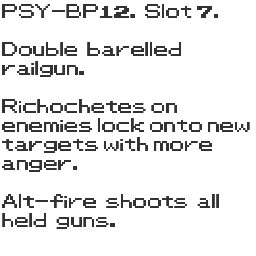 PSY-BP12. Slot 7.
Double barelled
railgun.
Richochetes on
enemies lock onto new
targets with more
anger.
Alt-fire shoots all
held guns.